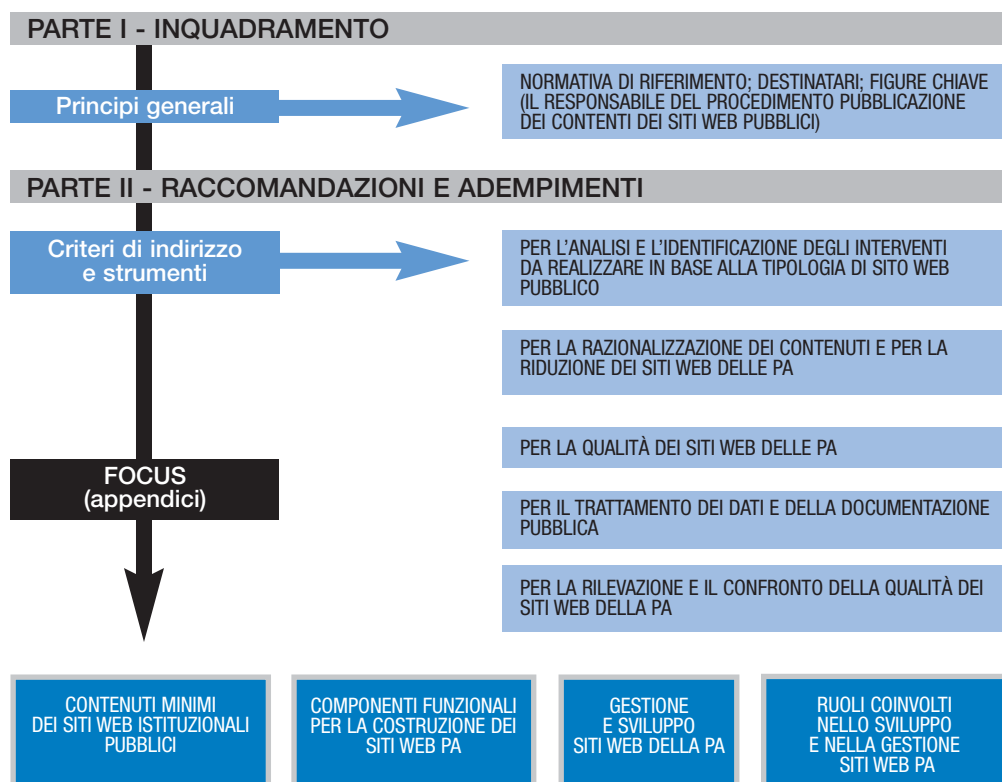 PARTE I - INQUADRAMENTO
Principi generali
NORMATIVA DI RIFERIMENTO; DESTINATARI; FIGURE CHIAVE
(IL RESPONSABILE DEL PROCEDIMENTO PUBBLICAZIONE
DEI CONTENTI DEI SITI WEB PUBBLICI)
PARTE II - RACCOMANDAZIONI E ADEMPIMENTI
Criteri di indirizzo
e strumenti
PER L'ANALISI E L'IDENTIFICAZIONE DEGLI INTERVENTI
DA REALIZZARE IN BASE ALLA TIPOLOGIA DI SITO WEB
PUBBLICO
PER LA RAZIONALIZZAZIONE DEI CONTENUTI E PER LA
RIDUZIONE DEI SITI WEB DELLE PA
PER LA QUALITÀ DEI SITI WEB DELLE PA
FOCUS
(appendici)
PER IL TRATTAMENTO DEI DATI E DELLA DOCUMENTAZIONE
PUBBLICA
PER LA RILEVAZIONE E IL CONFRONTO DELLA QUALITÀ DEI
SITI WEB DELLA PA
CONTENUTI MINIMI
DEI SITI WEB ISTITUZIONALI
PUBBLICI
COMPONENTI FUNZIONALI
PER LA COSTRUZIONE DEI
SITI WEB PA
GESTIONE
E SVILUPPO
SITI WEB DELLA PA
RUOLI COINVOLTI
NELLO SVILUPPO
E NELLA GESTIONE
SITI WEB PA